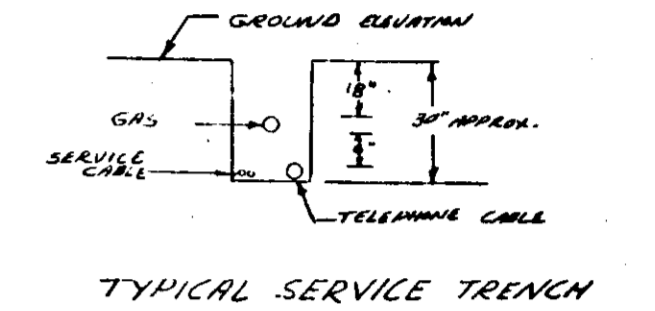 GROUND ELEVATION
18"
30" APPROX.
GAS
SERVICE
CABLE
TELEPHONE CABLE
TYPICAL SERVICE TRENCH